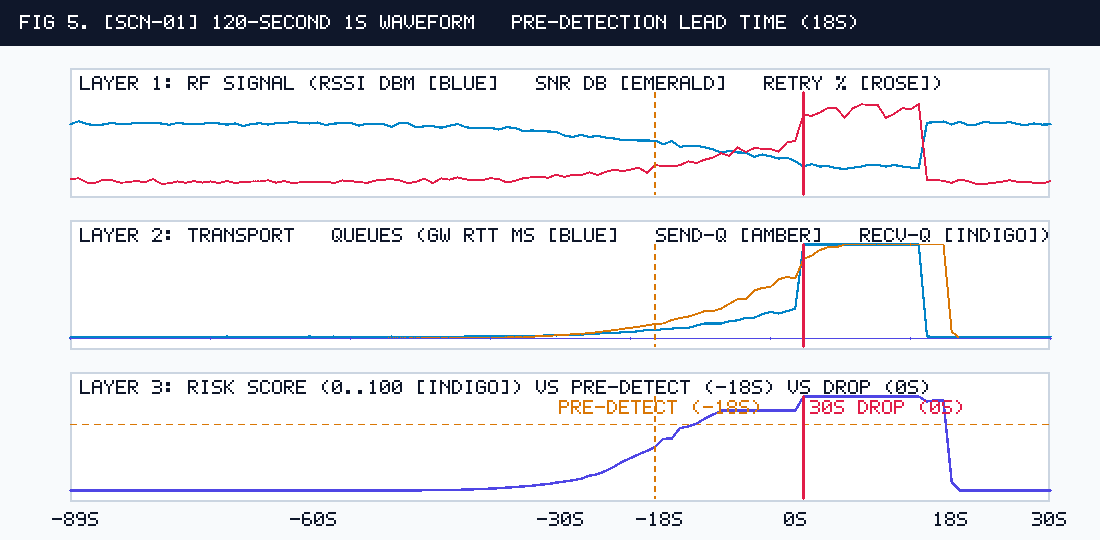 FIG 5. [SCN-01] 120-SECOND 1S WAVEFORM PRE-DETECTION LEAD TIME (18S)
LAYER 1: RF SIGNAL (RSSI DBM [BLUE] SNR DB [EMERALD] RETRY % [ROSE])
LAYER 2: TRANSPORT QUEUES (GW RTT MS [BLUE] SEND-Q [AMBER] RECV-Q [INDIGO])
LAYER 3: RISK SCORE (0..100 [INDIGO]) VS PRE-DETECT (-18S) VS DROP (0S)
PRE-DETECT (-18S) 30S DROP (0S)
-89S -60S -30S -18S 0S 18S 30S